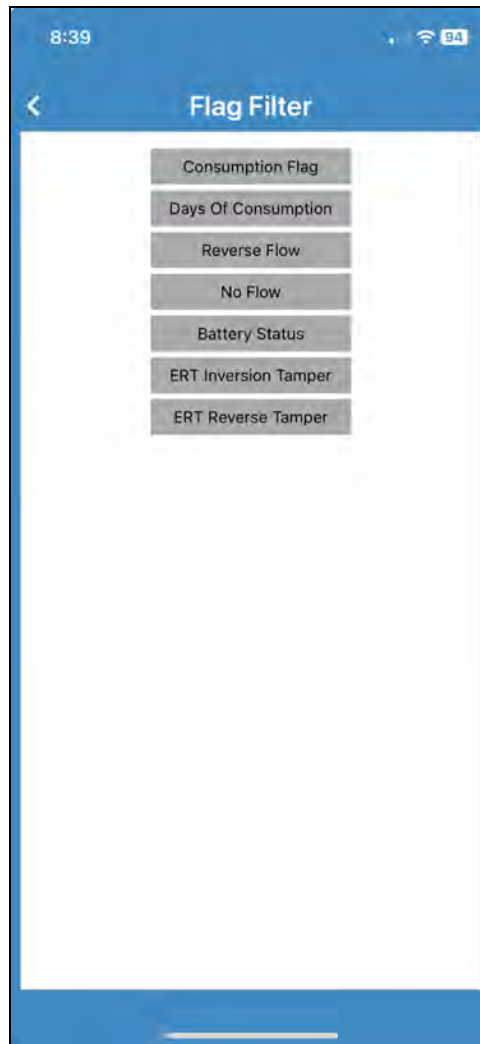 8:39
94
Flag Filter
Consumption Flag
Days Of Consumption
Reverse Flow
No Flow
Battery Status
ERT Inversion Tamper
ERT Reverse Tamper